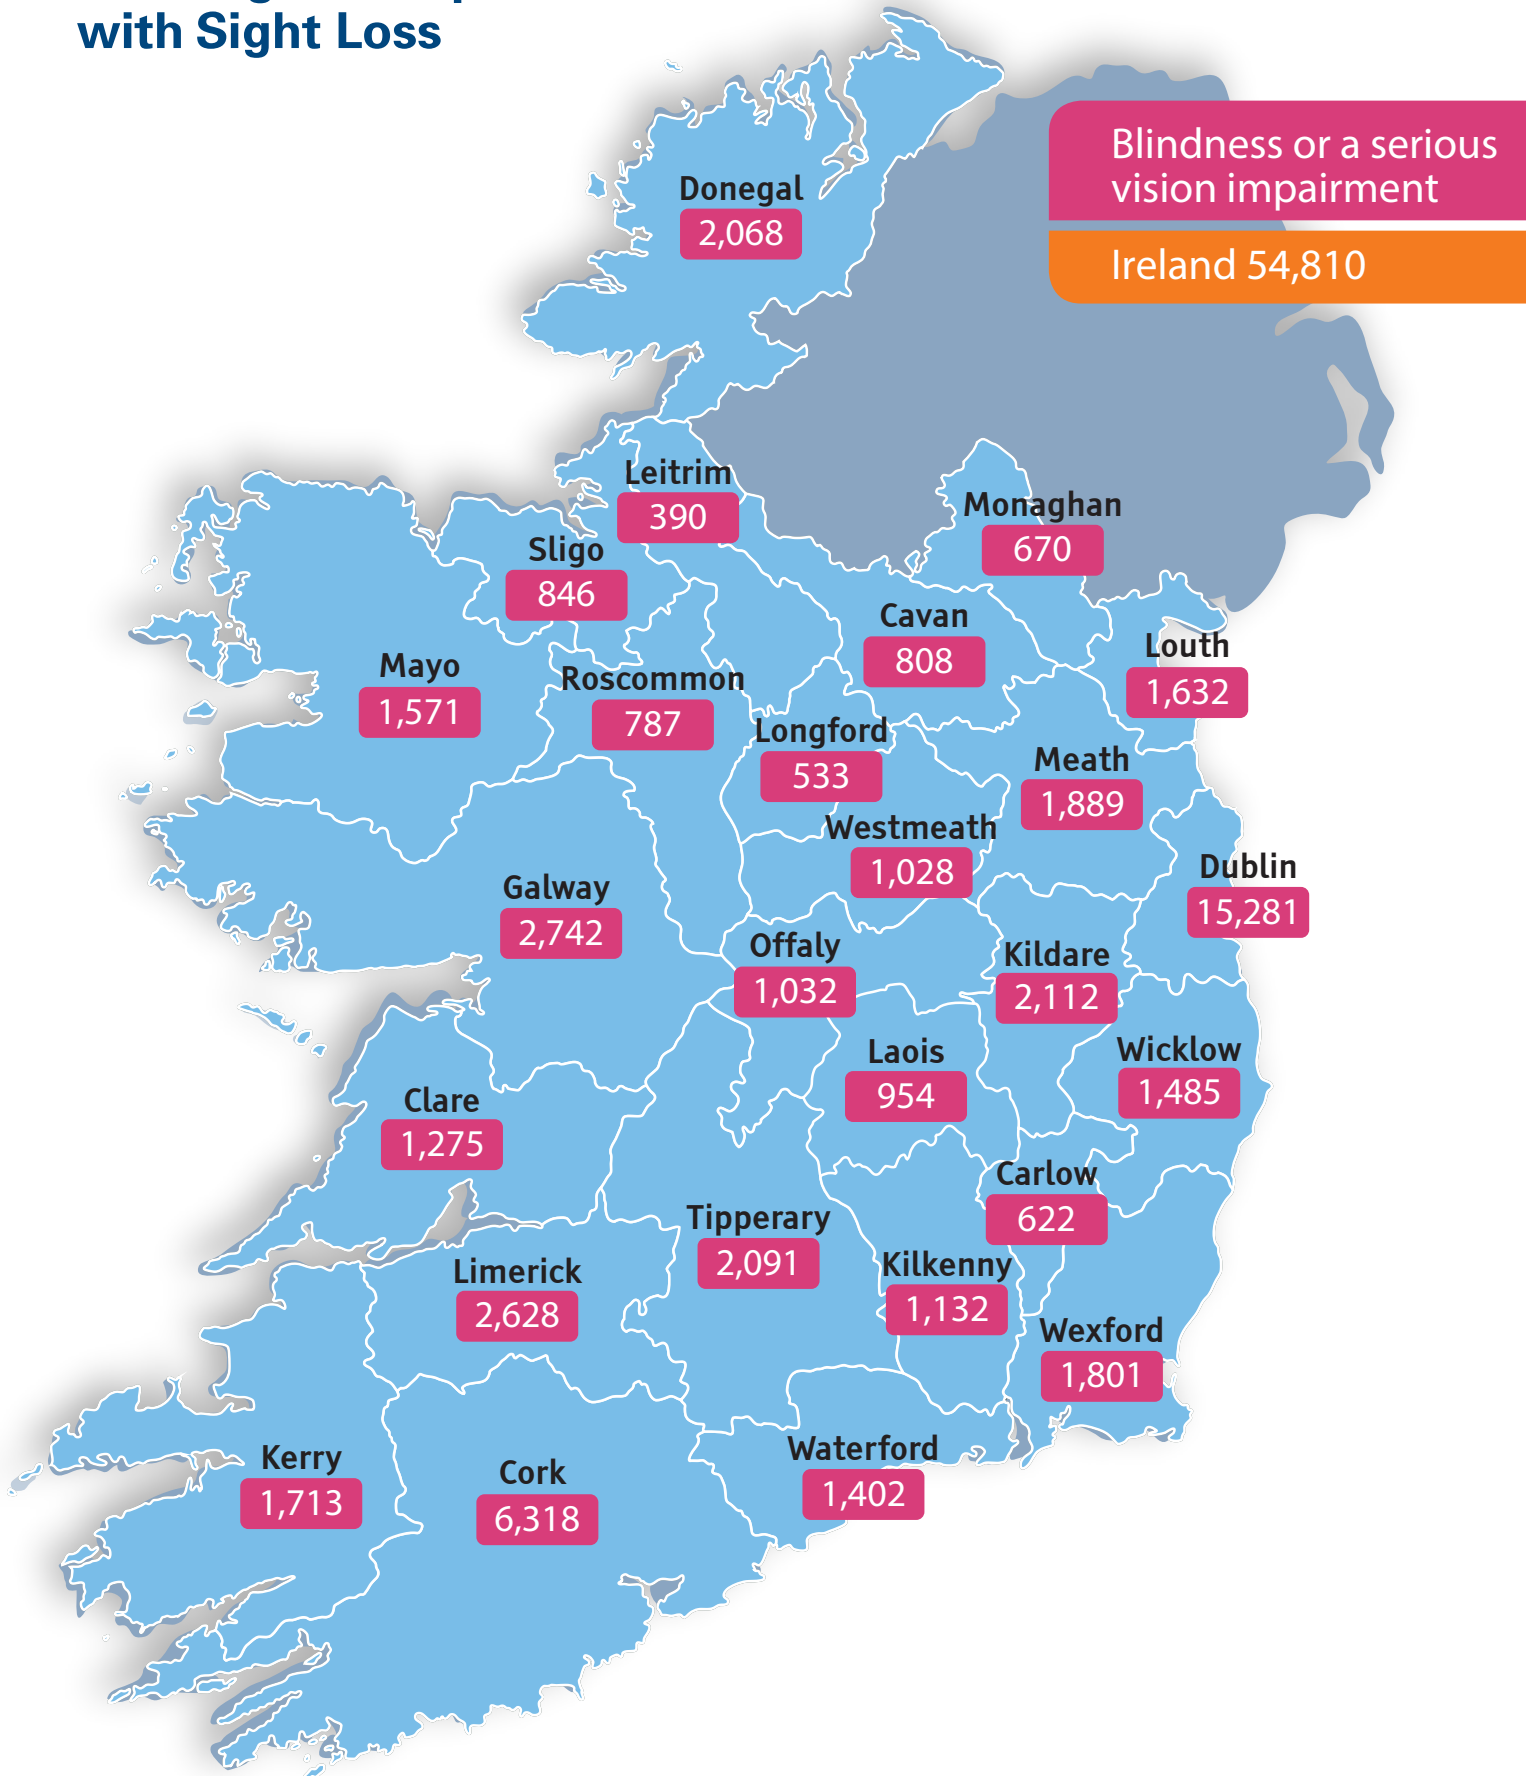 with Sight Loss
Blindness or a serious
vision impairment
Ireland 54,810
Donegal
2,068
Leitrim
390
Monaghan
670
Sligo
846
Cavan
808
Louth
1,632
Mayo
1,571
Roscommon
787
Longford
533
Meath
1,889
Westmeath
1,028
Dublin
15,281
Galway
2,742
Offaly
1,032
Kildare
2,112
Laois
954
Wicklow
1,485
Clare
1,275
Carlow
622
Tipperary
2,091
Limerick
2,628
Kilkenny
1,132
Wexford
1,801
Waterford
1,402
Kerry
1,713
Cork
6,318